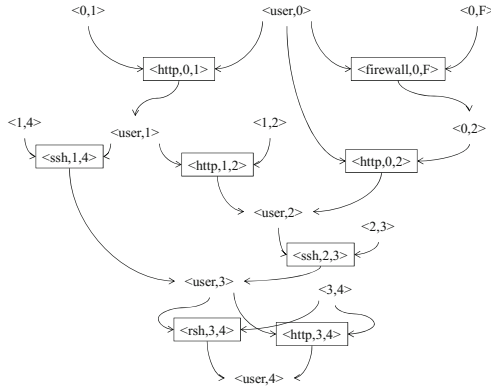 <0,1>
<user,0>
<0,F>
<http,0,1>
<firewall,0,F>
<1,4>
<user,1>
<1,2>
<0,2>
<ssh,1,4>
<http,1,2>
<http,0,2>
<user,2>
<2,3>
<ssh,2,3>
<user,3>
<3,4>
<rsh,3,4>
<http,3,4>
<user,4>